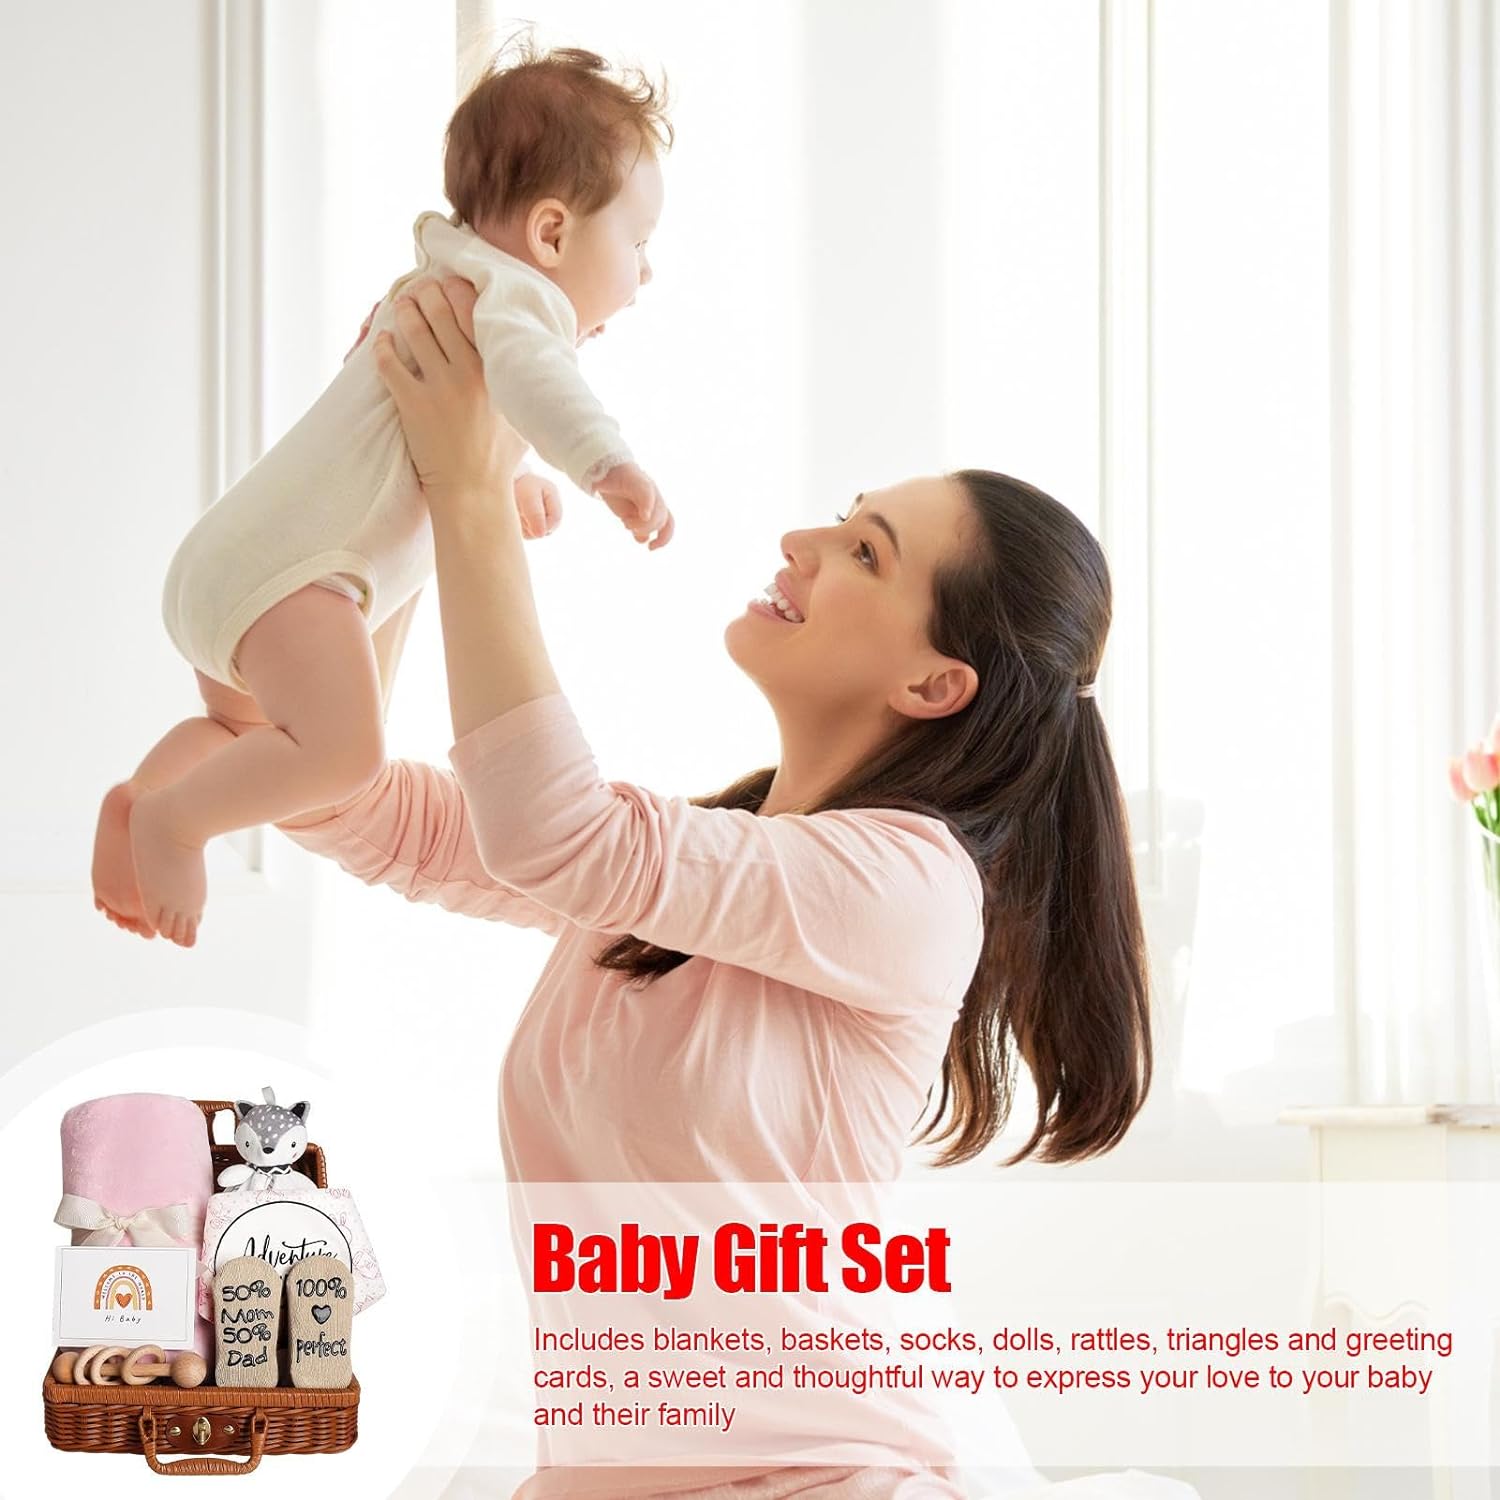 Baby Gift Set
Includes blankets, baskets, socks, dolls, rattles, triangles and greeting
cards, a sweet and thoughtful way to express your love to your baby
and their family
Adventure
Hi Baby
50%
Mom
50%
Dad
100%
perfect